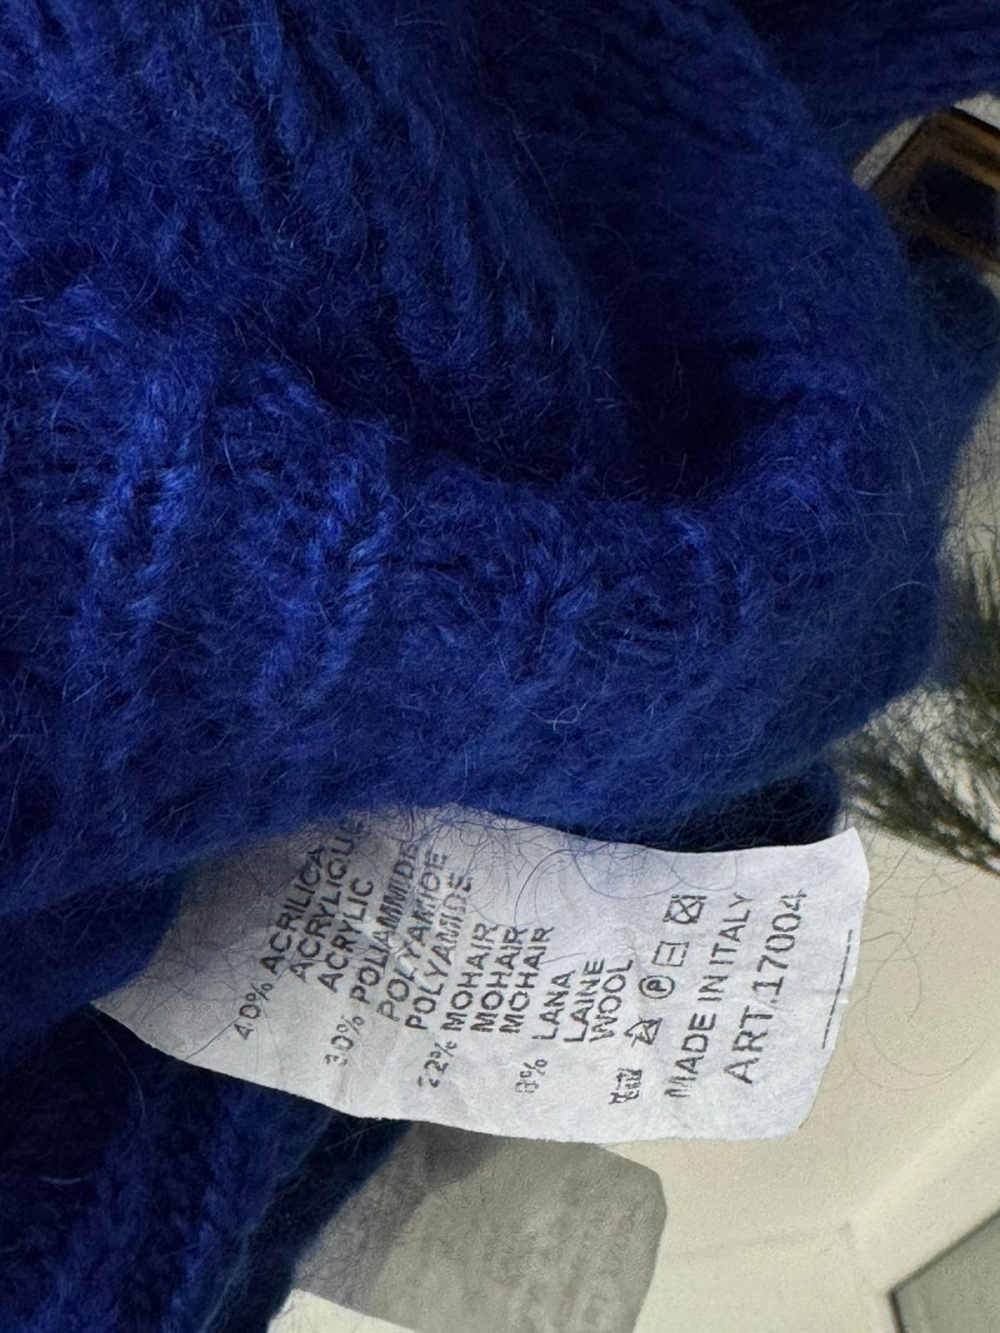 40% ACRILICA
ACRYLIQUE
ACRYLIC
30% POLIAMMIDE
POLYAMIDE
POLYAMIDE
22% MOHAIR
MOHAIR
MOHAIR
LANA
LAINE
WOOL
MADE IN ITALY
ART.17004